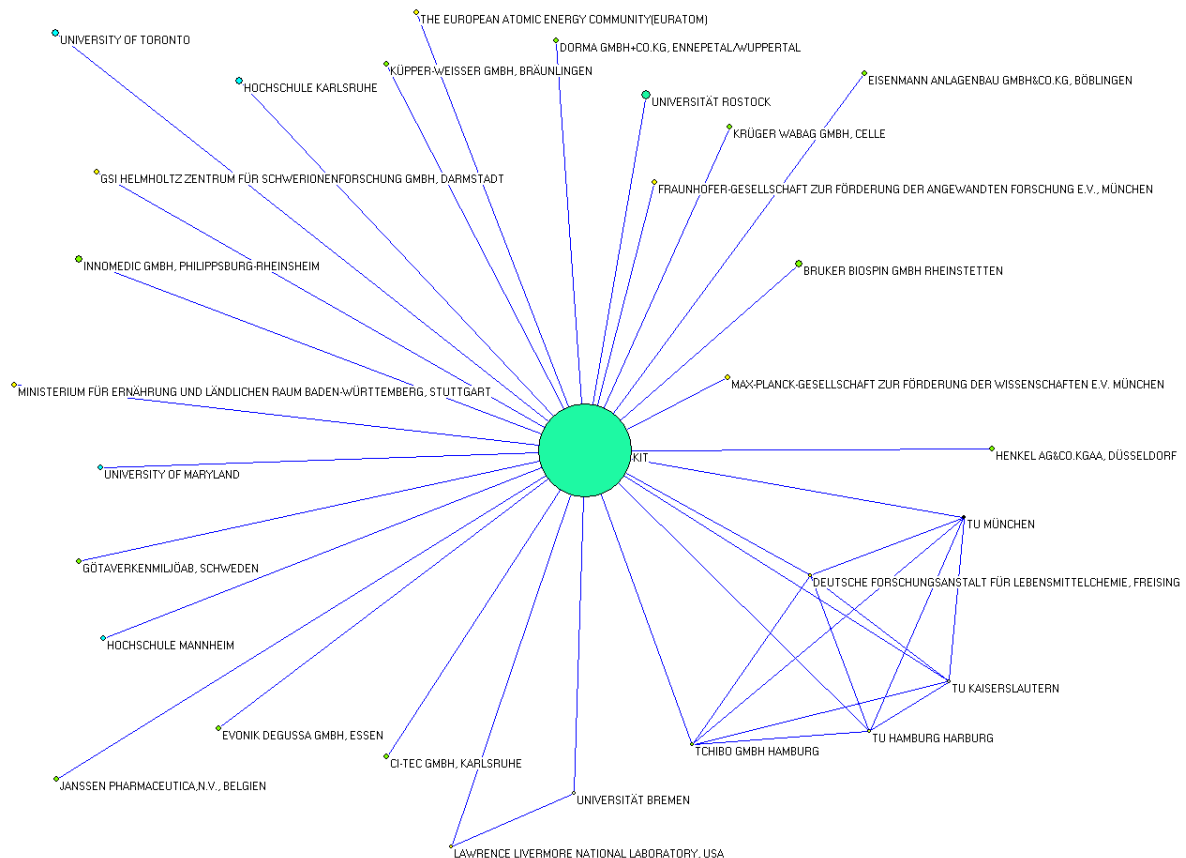 THE EUROPEAN ATOMIC ENERGY COMMUNITY(EURATOM)
UNIVERSITY OF TORONTO
DORMA GMBH+CO.KG, ENNEPETAL/WUPPERTAL
KÜPPER-WEISSER GMBH, BRÄUNLINGEN
EISENMANN ANLAGENBAU GMBH&CO.KG, BÖBLINGEN
HOCHSCHULE KARLSRUHE
UNIVERSITÄT ROSTOCK
KRÜGER WABAG GMBH, CELLE
GSI HELMHOLTZ ZENTRUM FÜR SCHWERIONENFORSCHUNG GMBH, DARMSTADT
FRAUNHOFER-GESELLSCHAFT ZUR FÖRDERUNG DER ANGEWANDTEN FORSCHUNG E.V., MÜNCHEN
INNOMEDIC GMBH, PHILIPPSBURG-RHEINSHEIM
BRUKER BIOSPIN GMBH RHEINSTETTEN
MINISTERIUM FÜR ERNÄHRUNG UND LÄNDLICHEN RAUM BADEN-WÜRTTEMBERG, STUTTGART
MAX-PLANCK-GESELLSCHAFT ZUR FÖRDERUNG DER WISSENSCHAFTEN E.V. MÜNCHEN
KIT
HENKEL AG&CO.KGAA, DÜSSELDORF
UNIVERSITY OF MARYLAND
TU MÜNCHEN
GÖTAVERKENMILJÖAB, SCHWEDEN
DEUTSCHE FORSCHUNGSANSTALT FÜR LEBENSMITTELCHEMIE, FREISING
HOCHSCHULE MANNHEIM
TU KAISERSLAUTERN
EVONIK DEGUSSA GMBH, ESSEN
TU HAMBURG HARBURG
TCHIBO GMBH HAMBURG
CI-TEC GMBH, KARLSRUHE
JANSSEN PHARMACEUTICA,N.V., BELGIEN
UNIVERSITÄT BREMEN
LAWRENCE LIVERMORE NATIONAL LABORATORY, USA